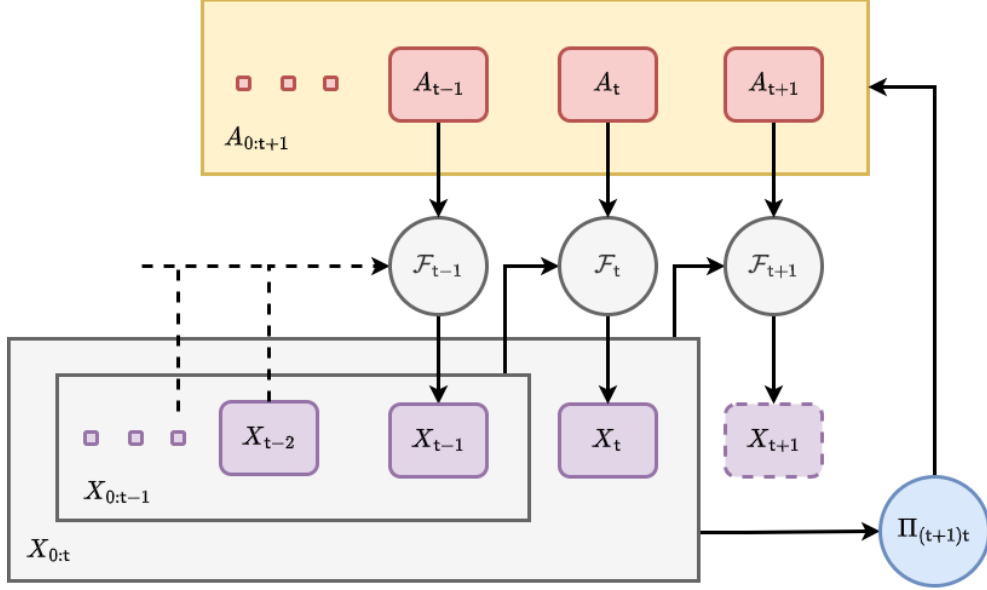 A_{t−1} A_t A_{t+1}
A_{0:t+1}
ℱ_{t−1} ℱ_t ℱ_{t+1}
X_{t−2} X_{t−1} X_t X_{t+1}
X_{0:t−1}
Π_{(t+1)t}
X_{0:t}